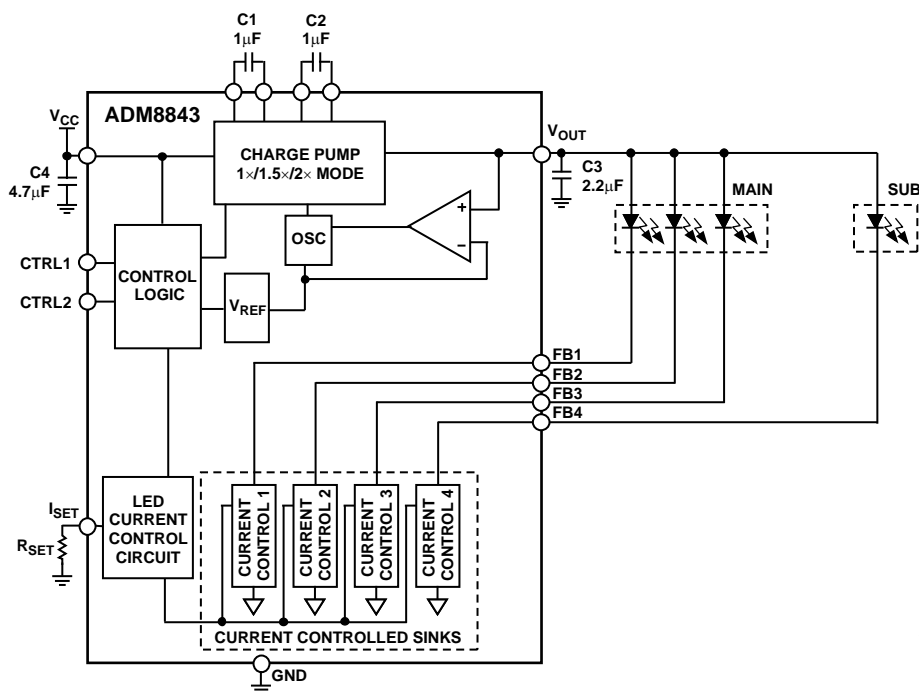 C1
1µF
C2
1µF
ADM8843
VCC
C4
4.7µF
CHARGE PUMP
1×/1.5×/2× MODE
VOUT
C3
2.2µF
MAIN
SUB
OSC
+
−
CTRL1
CTRL2
CONTROL
LOGIC
VREF
FB1
FB2
FB3
FB4
ISET
RSET
LED
CURRENT
CONTROL
CIRCUIT
CURRENT
CONTROL 1
CURRENT
CONTROL 2
CURRENT
CONTROL 3
CURRENT
CONTROL 4
CURRENT CONTROLLED SINKS
GND